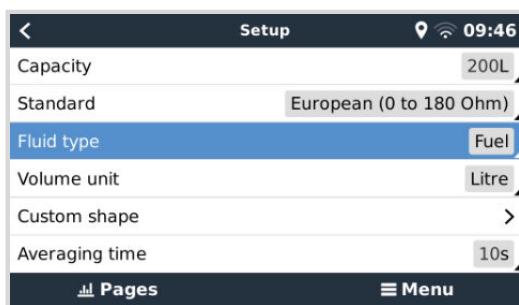 Setup 09:46
Capacity 200L
Standard European (0 to 180 Ohm)
Fluid type Fuel
Volume unit Litre
Custom shape
Averaging time 10s
Pages Menu